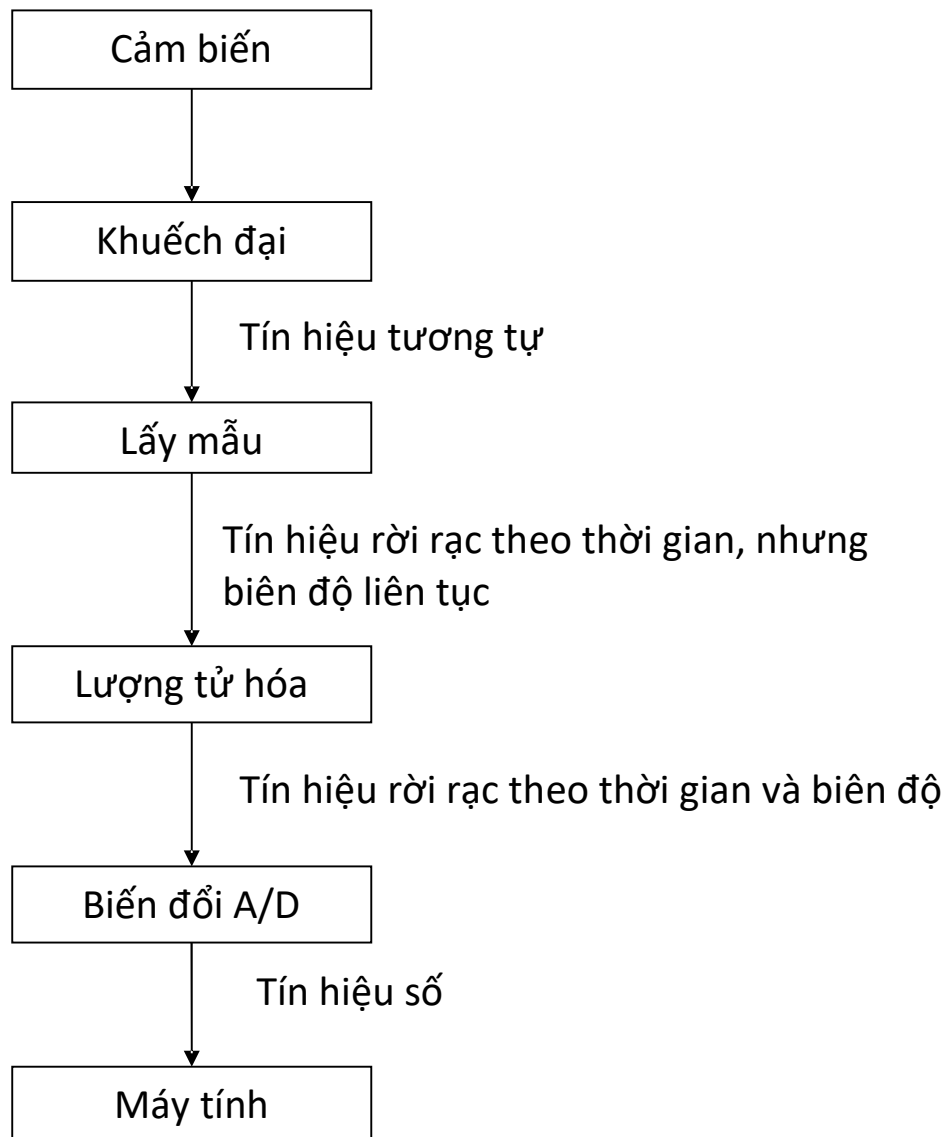 Cảm biến
Khuếch đại
Tín hiệu tương tự
Lấy mẫu
Tín hiệu rời rạc theo thời gian, nhưng
biên độ liên tục
Lượng tử hóa
Tín hiệu rời rạc theo thời gian và biên độ
Biến đổi A/D
Tín hiệu số
Máy tính